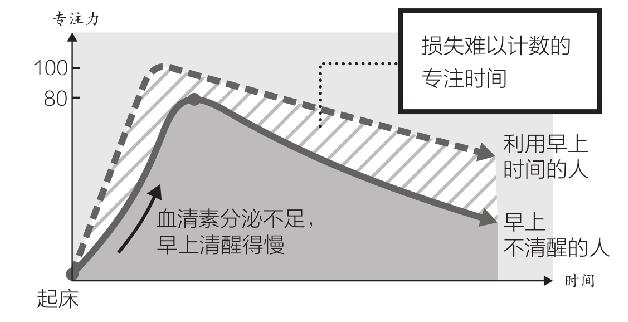 专注力
100
80
损失难以计数的
专注时间
利用早上
时间的人
早上
不清醒的人
血清素分泌不足，
早上清醒得慢
时间
起床